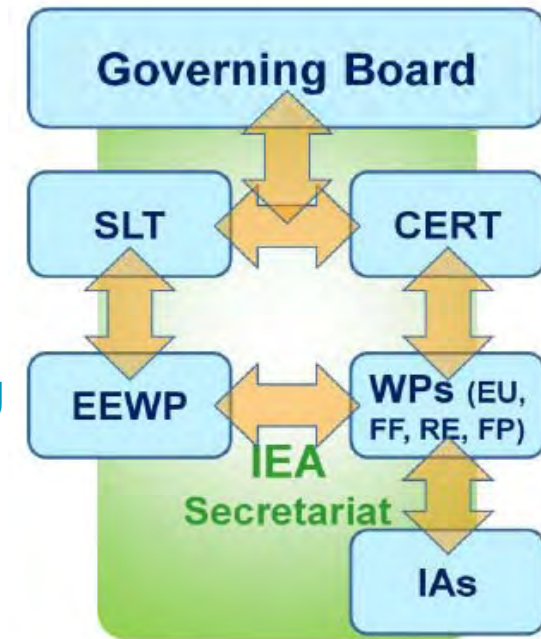 Governing Board
SLT
CERT
EEWP
WPs (EU,
FF, RE, FP)
IEA
Secretariat
IAs